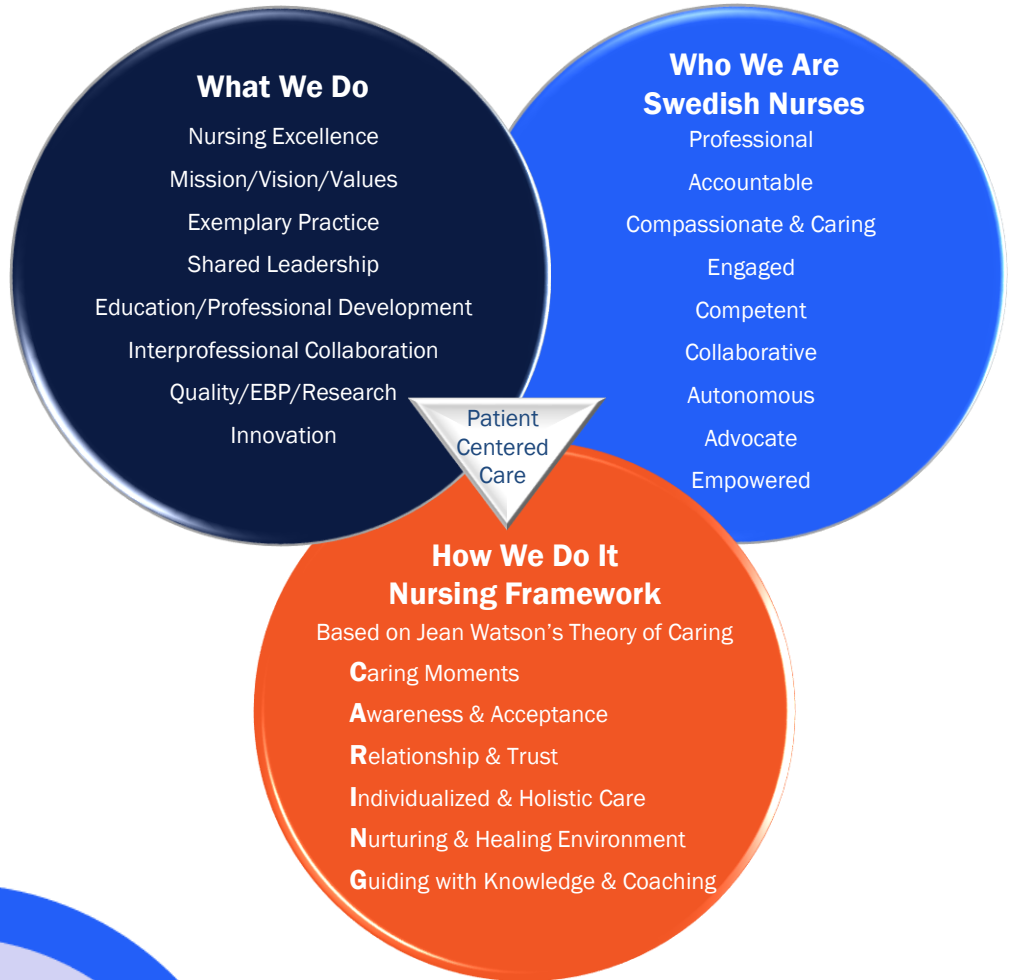 What We Do
Nursing Excellence
Mission/Vision/Values
Exemplary Practice
Shared Leadership
Education/Professional Development
Interprofessional Collaboration
Quality/EBP/Research
Innovation
Who We Are
Swedish Nurses
Professional
Accountable
Compassionate & Caring
Engaged
Competent
Collaborative
Autonomous
Advocate
Empowered
Patient
Centered
Care
How We Do It
Nursing Framework
Based on Jean Watson’s Theory of Caring
Caring Moments
Awareness & Acceptance
Relationship & Trust
Individualized & Holistic Care
Nurturing & Healing Environment
Guiding with Knowledge & Coaching